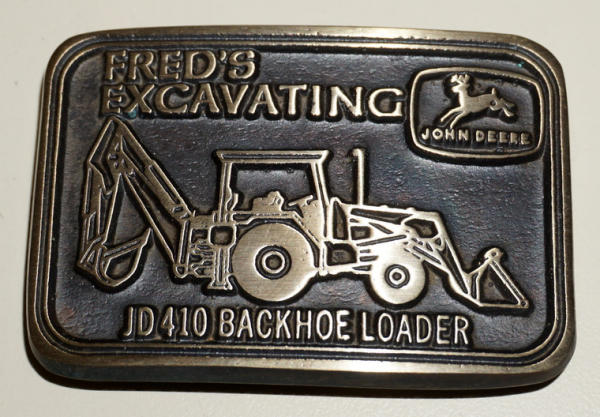 FRED'S
EXCAVATING
JOHN DEERE
JD 410 BACKHOE LOADER